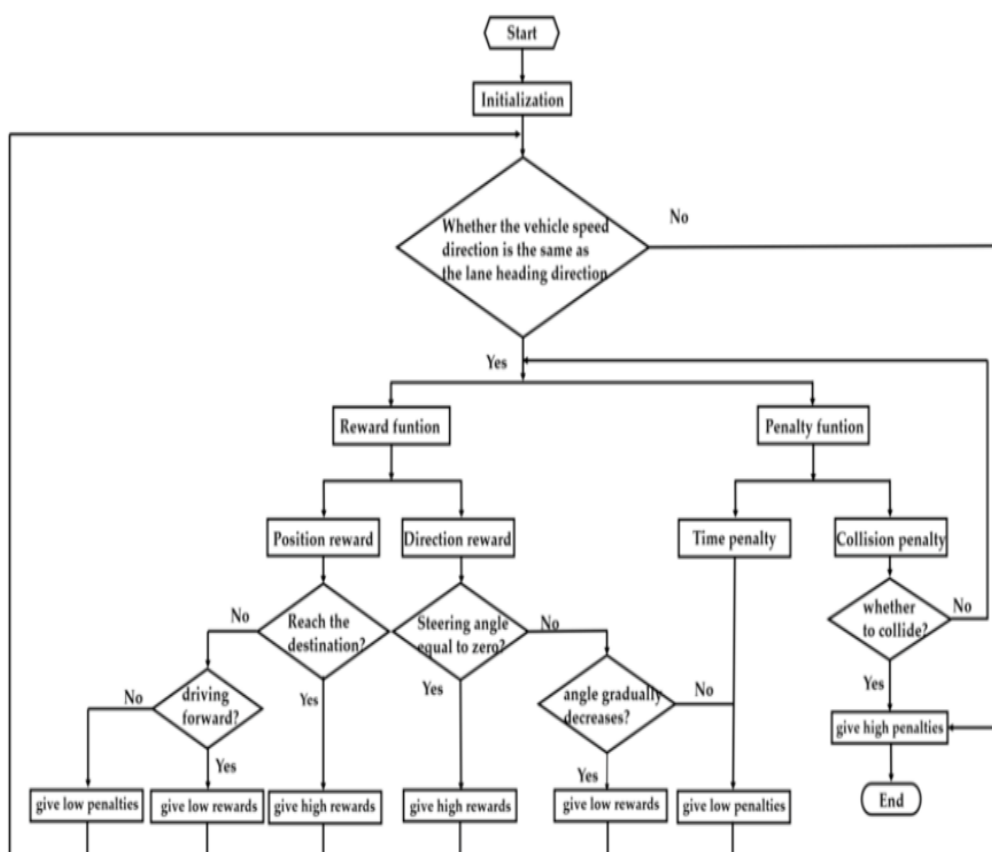 Start
Initialization
Whether the vehicle speed
direction is the same as
the lane heading direction
No
Yes
Reward funtion
Penalty funtion
Position reward
Direction reward
Time penalty
Collision penalty
No
Reach the
destination?
Steering angle
equal to zero?
No
whether
to collide?
No
No
driving
forward?
Yes
Yes
angle gradually
decreases?
No
Yes
give high penalties
Yes
Yes
give low penalties
give low rewards
give high rewards
give high rewards
give low rewards
give low penalties
End